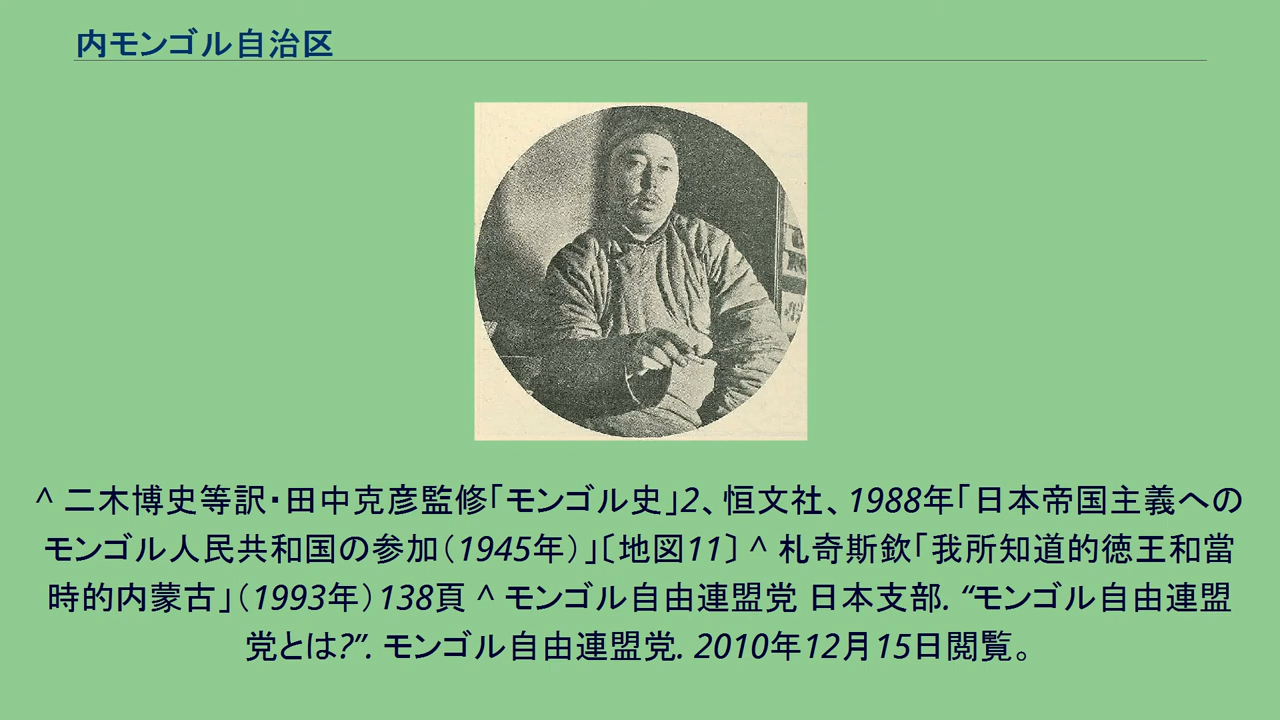 内モンゴル自治区
^ 二木博史等訳・田中克彦監修「モンゴル史」2、恒文社、1988年「日本帝国主義への
モンゴル人民共和国の参加（1945年）」〔地図11〕 ^ 札奇斯欽「我所知道的徳王和當
時的内蒙古」（1993年）138頁 ^ モンゴル自由連盟党 日本支部. “モンゴル自由連盟
党とは?”. モンゴル自由連盟党. 2010年12月15日閲覧。